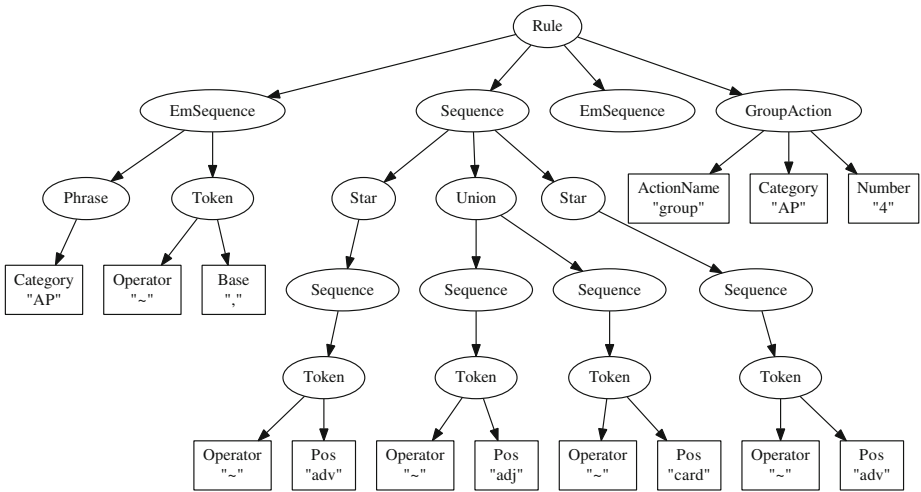 Rule
EmSequence
Sequence
EmSequence
GroupAction
Phrase
Token
Star
Union
Star
ActionName
"group"
Category
"AP"
Number
"4"
Category
"AP"
Operator
"~"
Base
","
Sequence
Sequence
Sequence
Sequence
Token
Token
Token
Token
Operator
"~"
Pos
"adv"
Operator
"~"
Pos
"adj"
Operator
"~"
Pos
"card"
Operator
"~"
Pos
"adv"